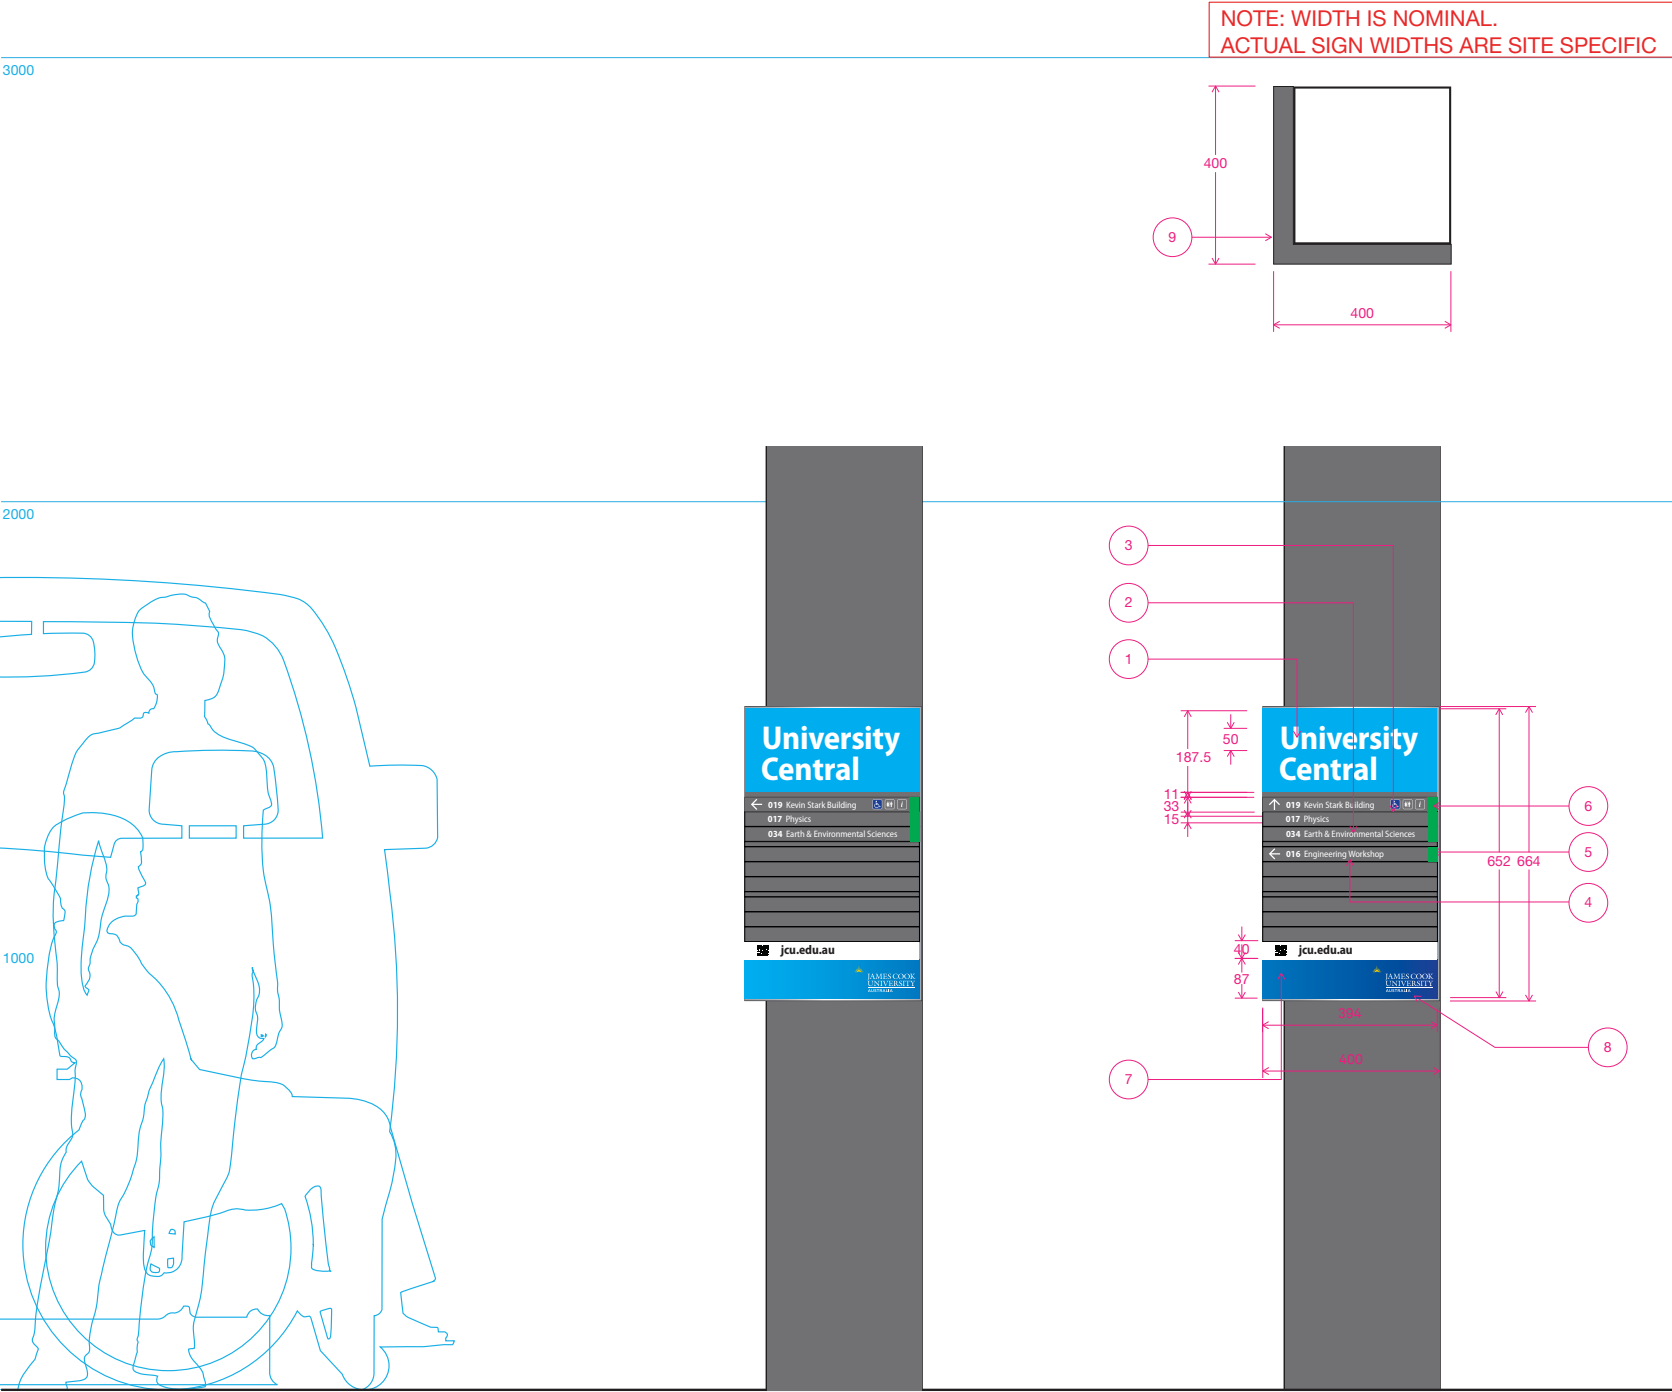 NOTE: WIDTH IS NOMINAL.
ACTUAL SIGN WIDTHS ARE SITE SPECIFIC
3000
400
9
400
2000
3
2
1
University
Central
019 Kevin Stark Building
017 Physics
034 Earth & Environmental Sciences
jcu.edu.au
JAMES COOK
UNIVERSITY
AUSTRALIA
50
187.5
11
33
15
University
Central
019 Kevin Stark Building
i
017 Physics
034 Earth & Environmental Sciences
016 Engineering Workshop
6
5
4
652 664
1000
40
87
jcu.edu.au
JAMES COOK
UNIVERSITY
AUSTRALIA
394
400
7
8